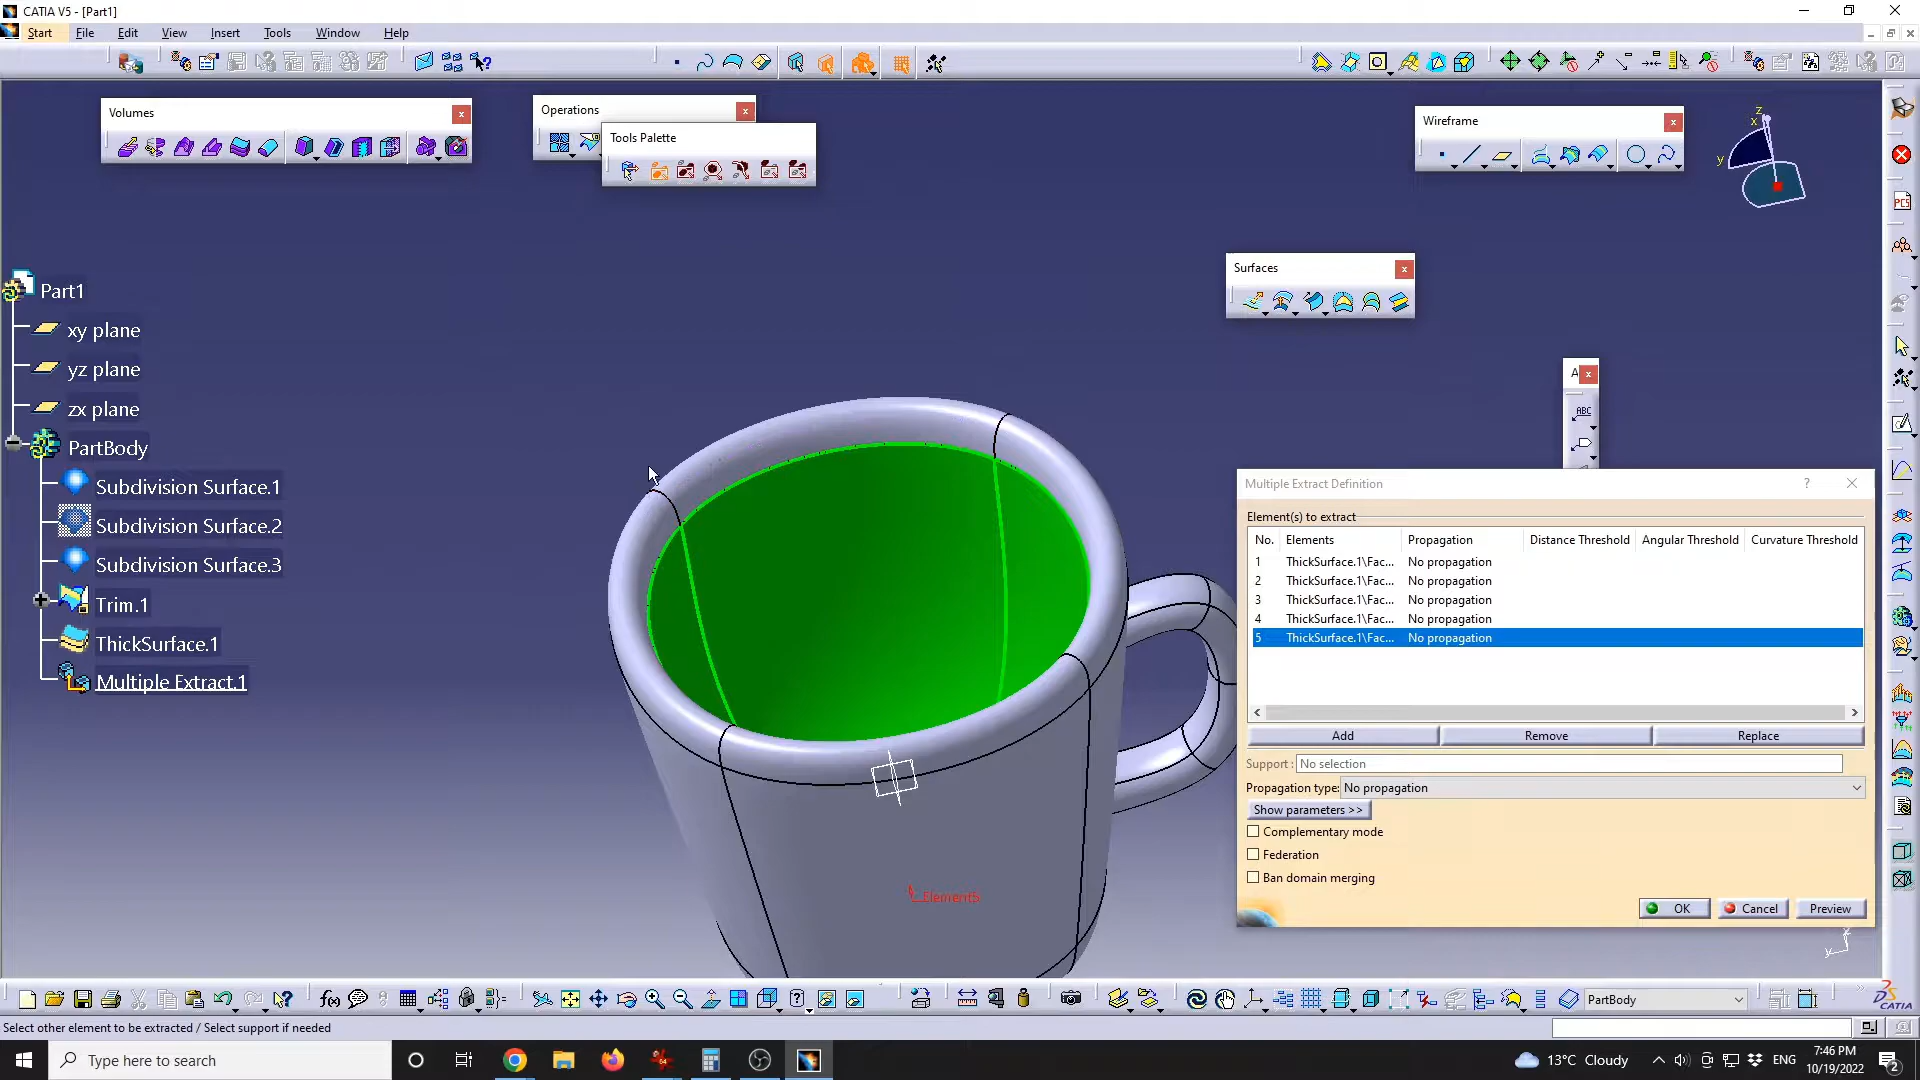 CATIA V5 - [Part1]
Start File Edit View Insert Tools Window Help
Volumes
Operations
Tools Palette
Wireframe
z
x
y
Surfaces
A
ABC
Part1
xy plane
yz plane
zx plane
PartBody
Subdivision Surface.1
Subdivision Surface.2
Subdivision Surface.3
Trim.1
ThickSurface.1
Multiple Extract.1
Element5
Multiple Extract Definition ? ×
Element(s) to extract
No. Elements Propagation Distance Threshold Angular Threshold Curvature Threshold
1 ThickSurface.1\Fac... No propagation
2 ThickSurface.1\Fac... No propagation
3 ThickSurface.1\Fac... No propagation
4 ThickSurface.1\Fac... No propagation
5 ThickSurface.1\Fac... No propagation
Add Remove Replace
Support : No selection
Propagation type: No propagation
Show parameters >>
Complementary mode
Federation
Ban domain merging
OK Cancel Preview
PartBody
CATIA
Select other element to be extracted / Select support if needed
Type here to search
13°C Cloudy
ENG
7:46 PM
10/19/2022
2